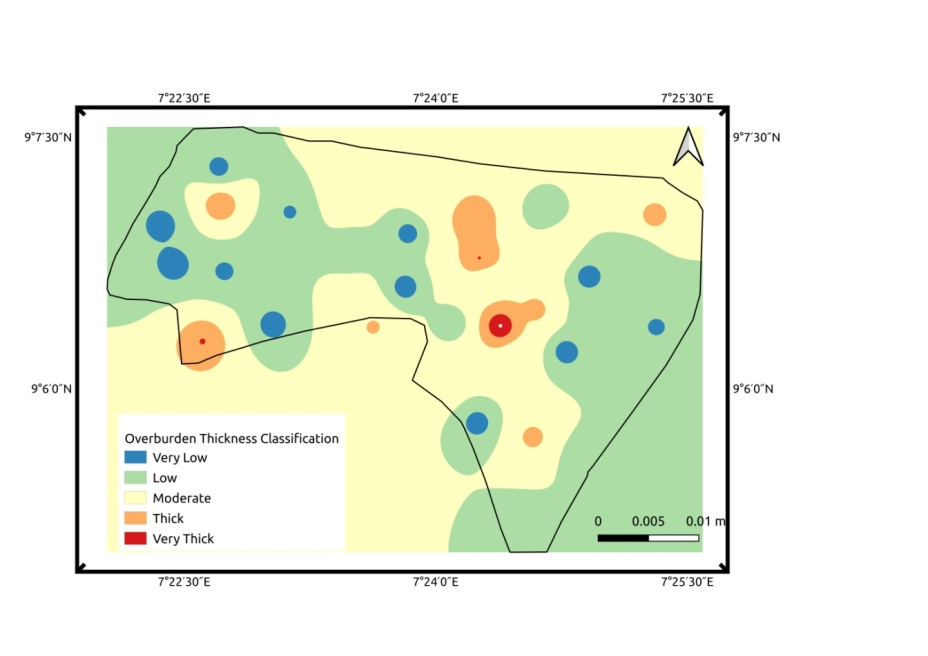 7°22′30″E 7°24′0″E 7°25′30″E
9°7′30″N 9°7′30″N
9°6′0″N 9°6′0″N
Overburden Thickness Classification
Very Low
Low
Moderate
Thick
Very Thick
0 0.005 0.01 m
7°22′30″E 7°24′0″E 7°25′30″E